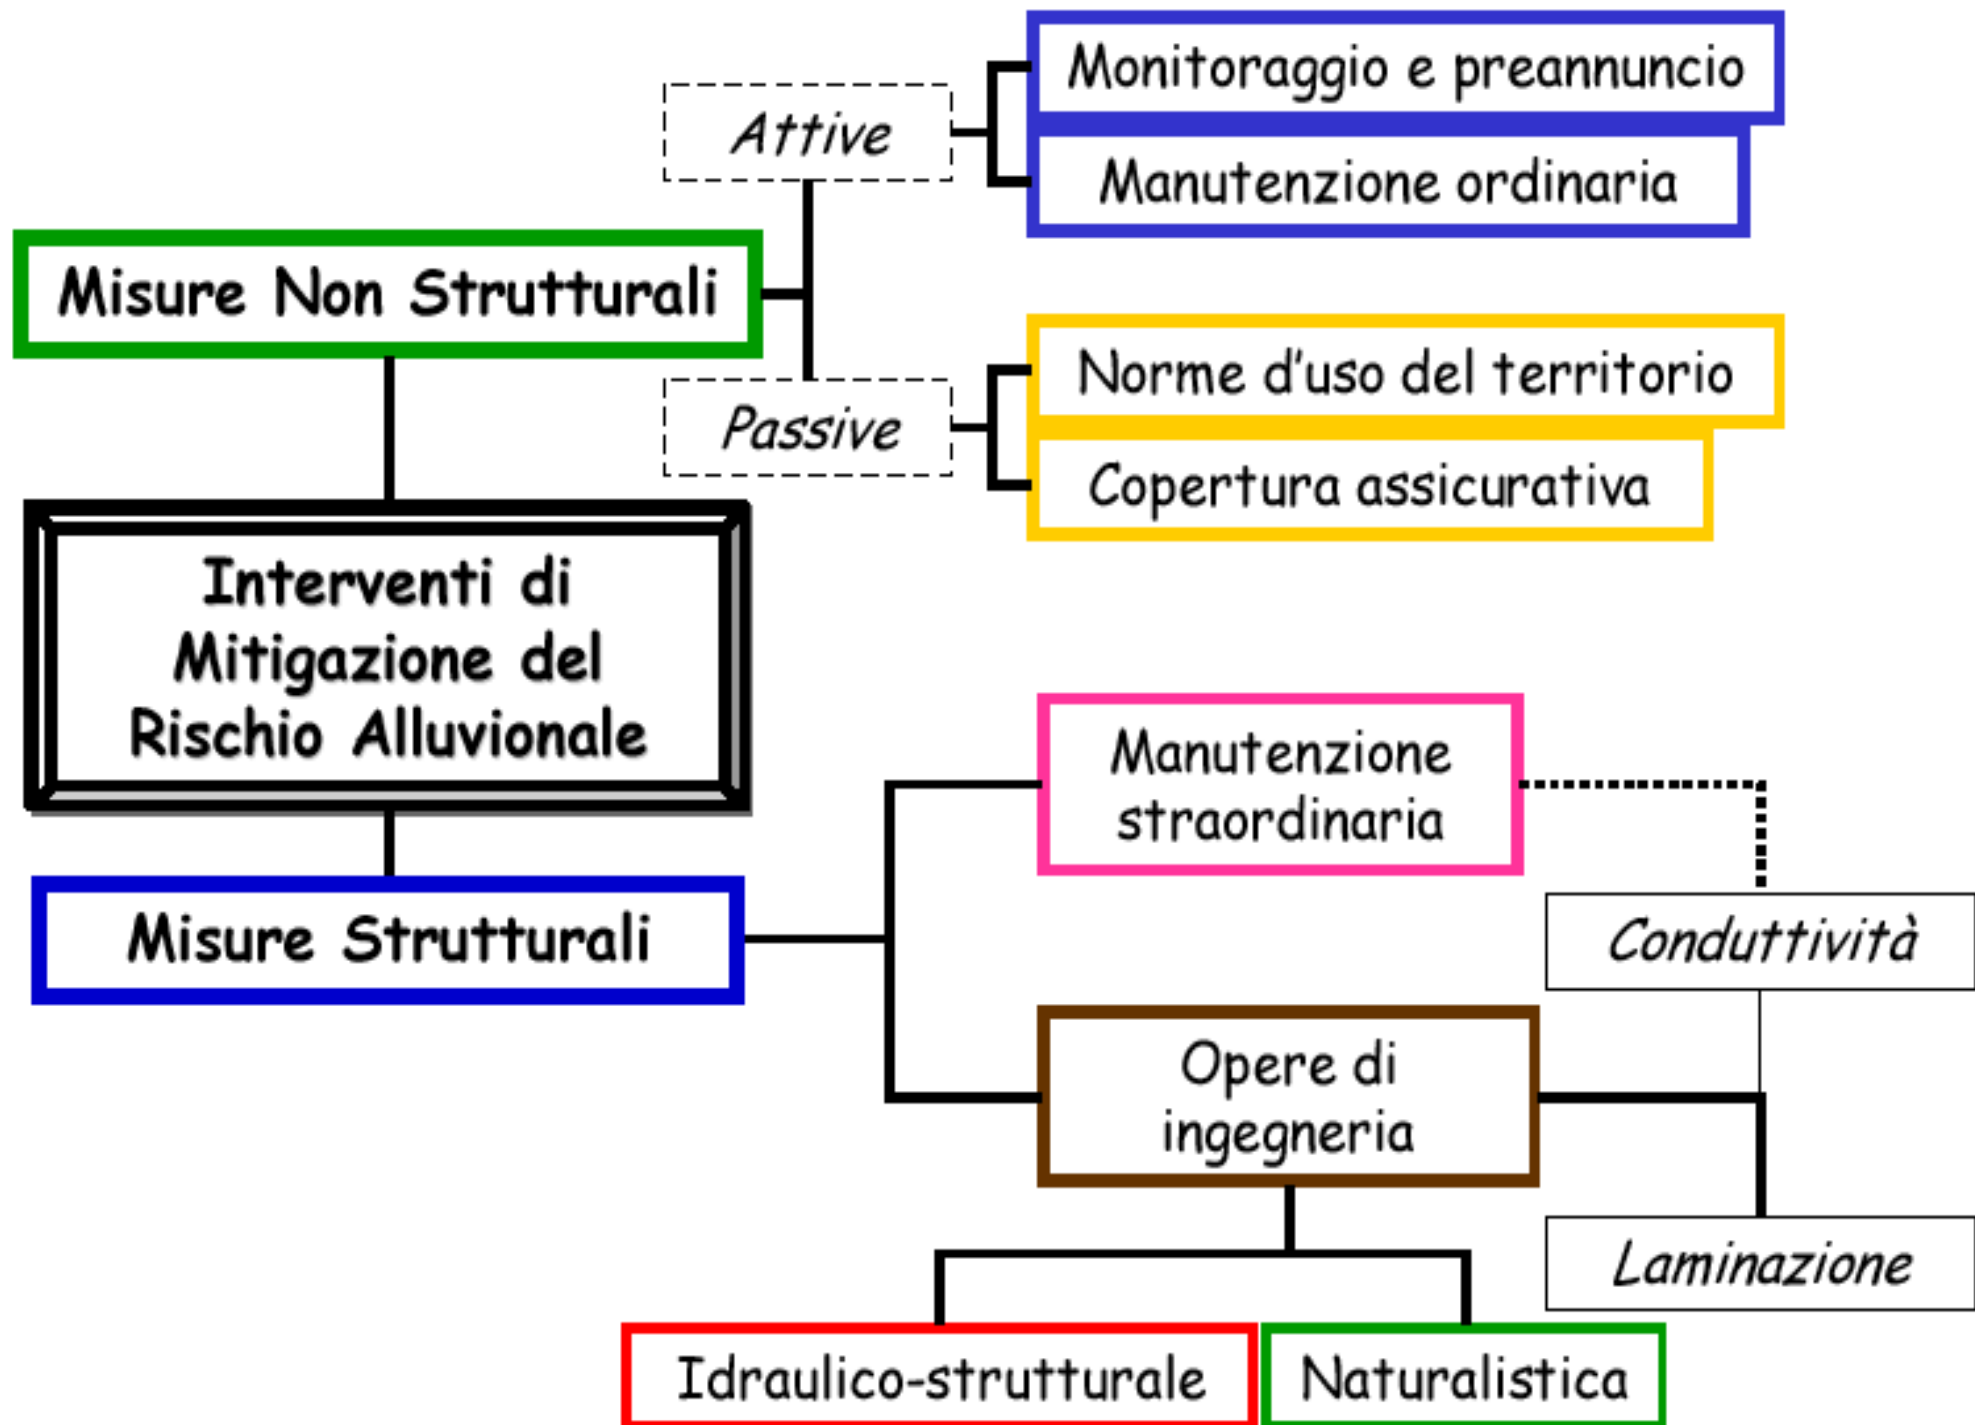 Monitoraggio e preannuncio
Attive
Manutenzione ordinaria
Misure Non Strutturali
Norme d’uso del territorio
Passive
Copertura assicurativa
Interventi di
Mitigazione del
Rischio Alluvionale
Manutenzione
straordinaria
Misure Strutturali
Conduttività
Opere di
ingegneria
Laminazione
Idraulico-strutturale
Naturalistica